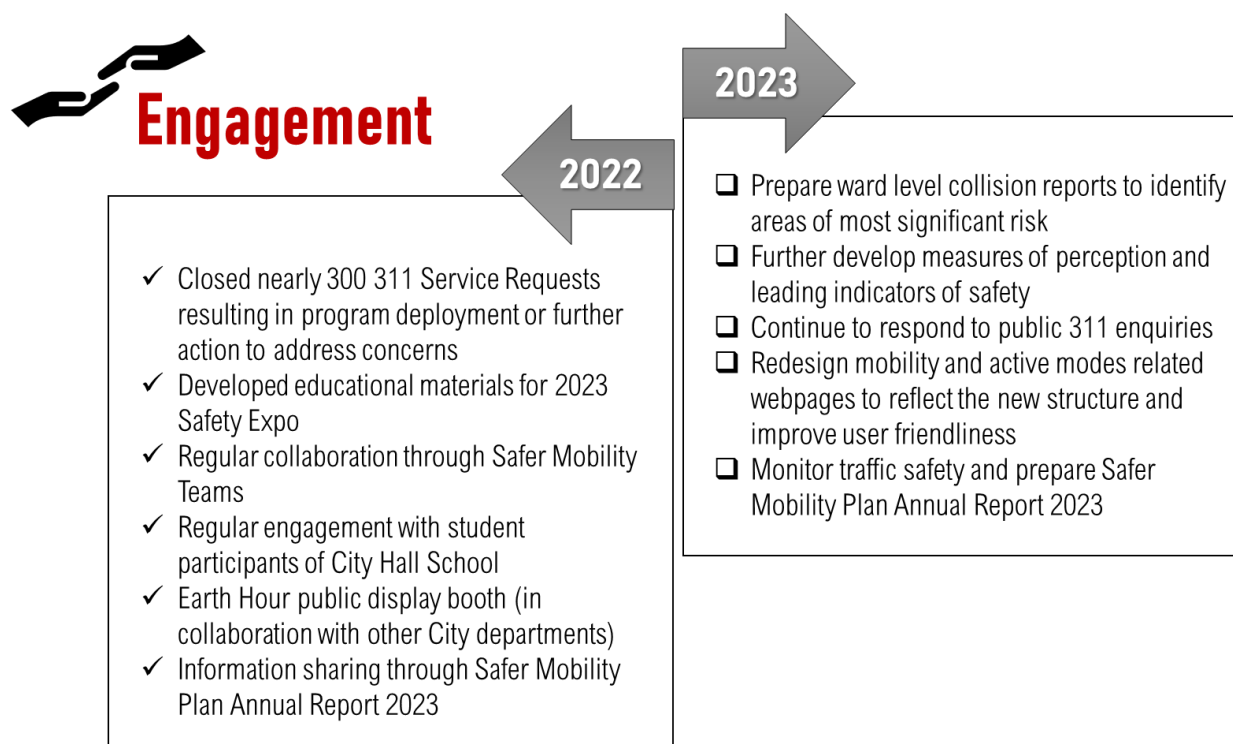 Engagement
2022
✓ Closed nearly 300 311 Service Requests
resulting in program deployment or further
action to address concerns
✓ Developed educational materials for 2023
Safety Expo
✓ Regular collaboration through Safer Mobility
Teams
✓ Regular engagement with student
participants of City Hall School
✓ Earth Hour public display booth (in
collaboration with other City departments)
✓ Information sharing through Safer Mobility
Plan Annual Report 2023
2023
❑ Prepare ward level collision reports to identify
areas of most significant risk
❑ Further develop measures of perception and
leading indicators of safety
❑ Continue to respond to public 311 enquiries
❑ Redesign mobility and active modes related
webpages to reflect the new structure and
improve user friendliness
❑ Monitor traffic safety and prepare Safer
Mobility Plan Annual Report 2023